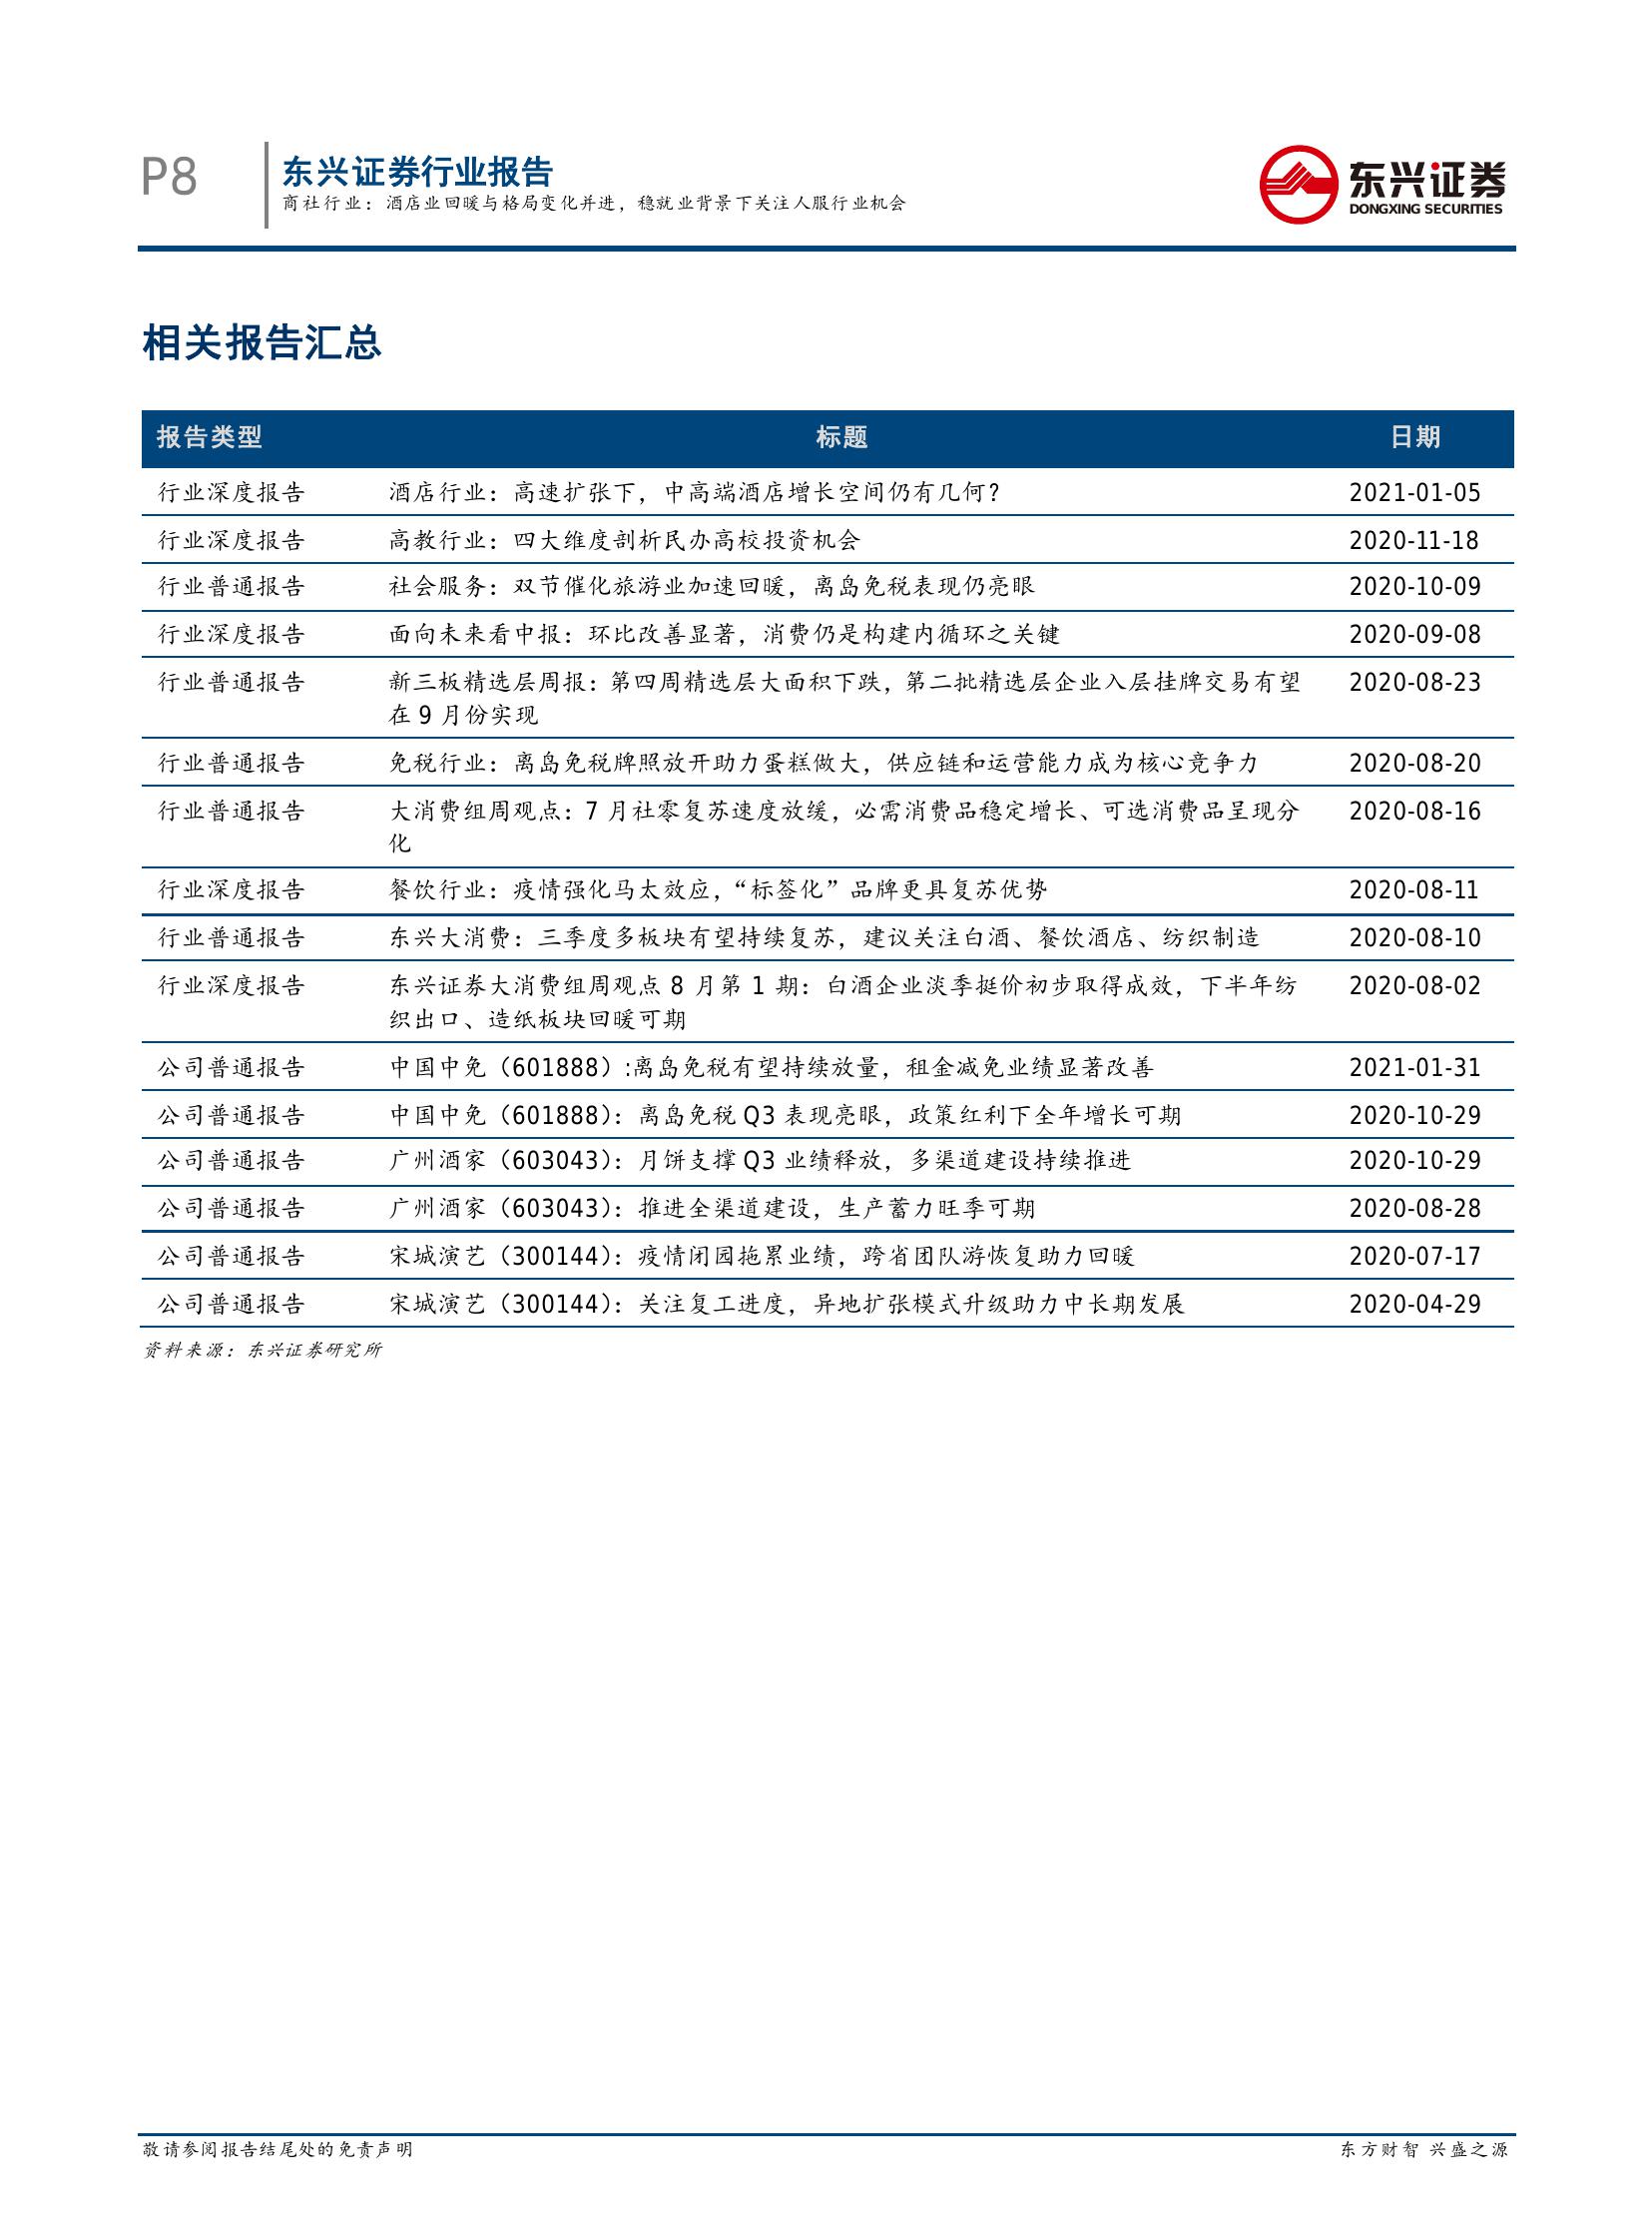 P8
东兴证券行业报告
商社行业：酒店业回暖与格局变化并进，稳就业背景下关注人服行业机会
东兴证券
DONGXING SECURITIES
相关报告汇总
报告类型 标题 日期
行业深度报告 酒店行业：高速扩张下，中高端酒店增长空间仍有几何？ 2021-01-05
行业深度报告 高教行业：四大维度剖析民办高校投资机会 2020-11-18
行业普通报告 社会服务：双节催化旅游业加速回暖，离岛免税表现仍亮眼 2020-10-09
行业深度报告 面向未来看中报：环比改善显著，消费仍是构建内循环之关键 2020-09-08
行业普通报告 新三板精选层周报：第四周精选层大面积下跌，第二批精选层企业入层挂牌交易有望 2020-08-23
在 9 月份实现
行业普通报告 免税行业：离岛免税牌照放开助力蛋糕做大，供应链和运营能力成为核心竞争力 2020-08-20
行业普通报告 大消费组周观点：7 月社零复苏速度放缓，必需消费品稳定增长、可选消费品呈现分 2020-08-16
化
行业深度报告 餐饮行业：疫情强化马太效应，“标签化”品牌更具复苏优势 2020-08-11
行业普通报告 东兴大消费：三季度多板块有望持续复苏，建议关注白酒、餐饮酒店、纺织制造 2020-08-10
行业深度报告 东兴证券大消费组周观点 8 月第 1 期：白酒企业淡季挺价初步取得成效，下半年纺 2020-08-02
织出口、造纸板块回暖可期
公司普通报告 中国中免（601888）:离岛免税有望持续放量，租金减免业绩显著改善 2021-01-31
公司普通报告 中国中免（601888）：离岛免税 Q3 表现亮眼，政策红利下全年增长可期 2020-10-29
公司普通报告 广州酒家（603043）：月饼支撑 Q3 业绩释放，多渠道建设持续推进 2020-10-29
公司普通报告 广州酒家（603043）：推进全渠道建设，生产蓄力旺季可期 2020-08-28
公司普通报告 宋城演艺（300144）：疫情闭园拖累业绩，跨省团队游恢复助力回暖 2020-07-17
公司普通报告 宋城演艺（300144）：关注复工进度，异地扩张模式升级助力中长期发展 2020-04-29
资料来源：东兴证券研究所
敬请参阅报告结尾处的免责声明 东方财智 兴盛之源